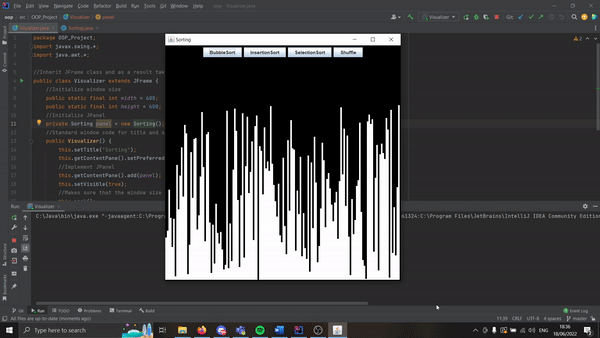 File Edit View Navigate Code Refactor Build Run Tools Git Window Help
oop OOP_Project Visualizer panel
Visualizer
Git:
Visualizer.java Sorting.java
Sorting
BubbleSort InsertionSort SelectionSort Shuffle
package OOP_Project;
import javax.swing.*;
import java.awt.*;
//Inherit JFrame class and as a result tak
public class Visualizer extends JFrame {
//Initialize window size
public static final int width = 600;
public static final int height = 600;
//Initialize JPanel
private Sorting panel = new Sorting();
//Standard window code for title and s
public Visualizer() {
this.setTitle("Sorting");
this.getContentPane().setPreferred
//Implement JPanel
this.getContentPane().add(panel);
this.setVisible(true);
//Makes sure that the window size
Run: Visualizer
C:\Java\bin\java.exe "-javaagent:C:\Progra
61324:C:\Program Files\JetBrains\IntelliJ IDEA Community Edition
Git Run TODO Problems Terminal Build
Event Log
All files are up-to-date (moments ago)
11:39 CRLF UTF-8 4 spaces master
Type here to search
ENG
18:36
18/06/2022